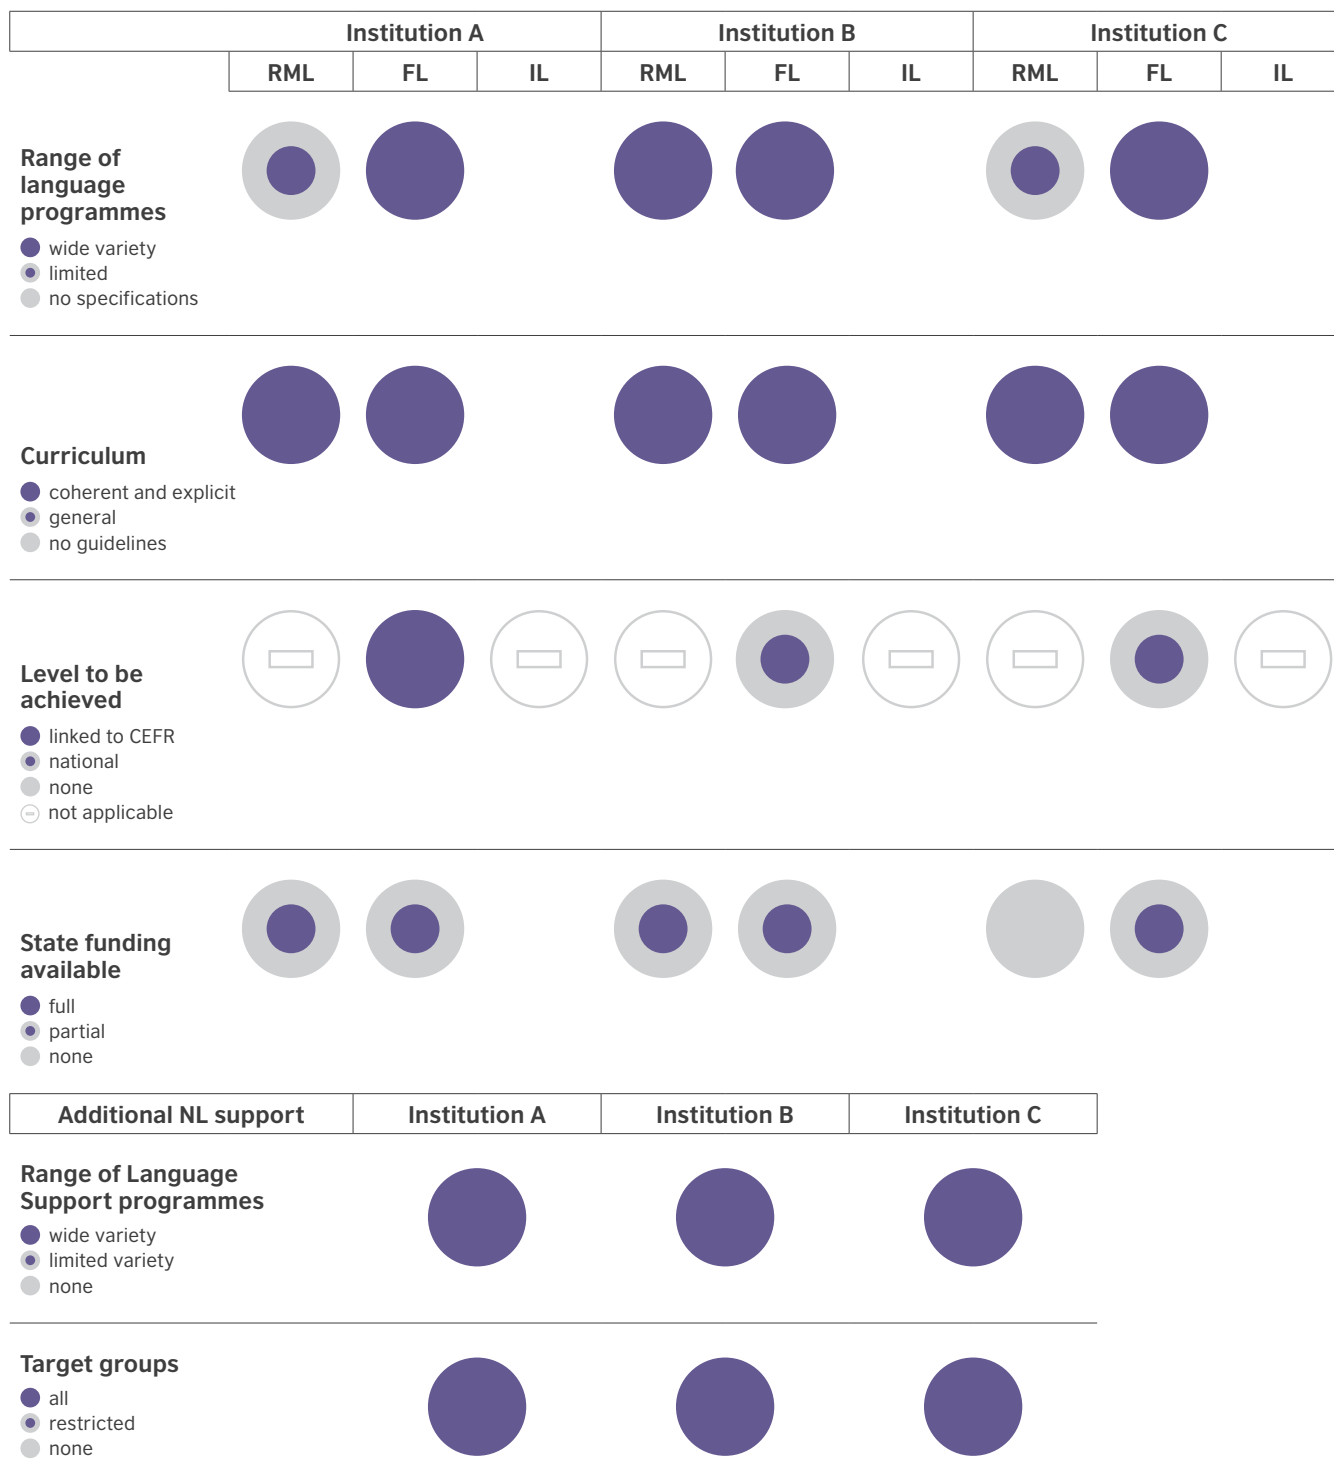 Institution A Institution B Institution C
RML FL IL RML FL IL RML FL IL
Range of
language
programmes
wide variety
limited
no specifications
Curriculum
coherent and explicit
general
no guidelines
Level to be
achieved
linked to CEFR
national
none
not applicable
State funding
available
full
partial
none
Additional NL support Institution A Institution B Institution C
Range of Language
Support programmes
wide variety
limited variety
none
Target groups
all
restricted
none